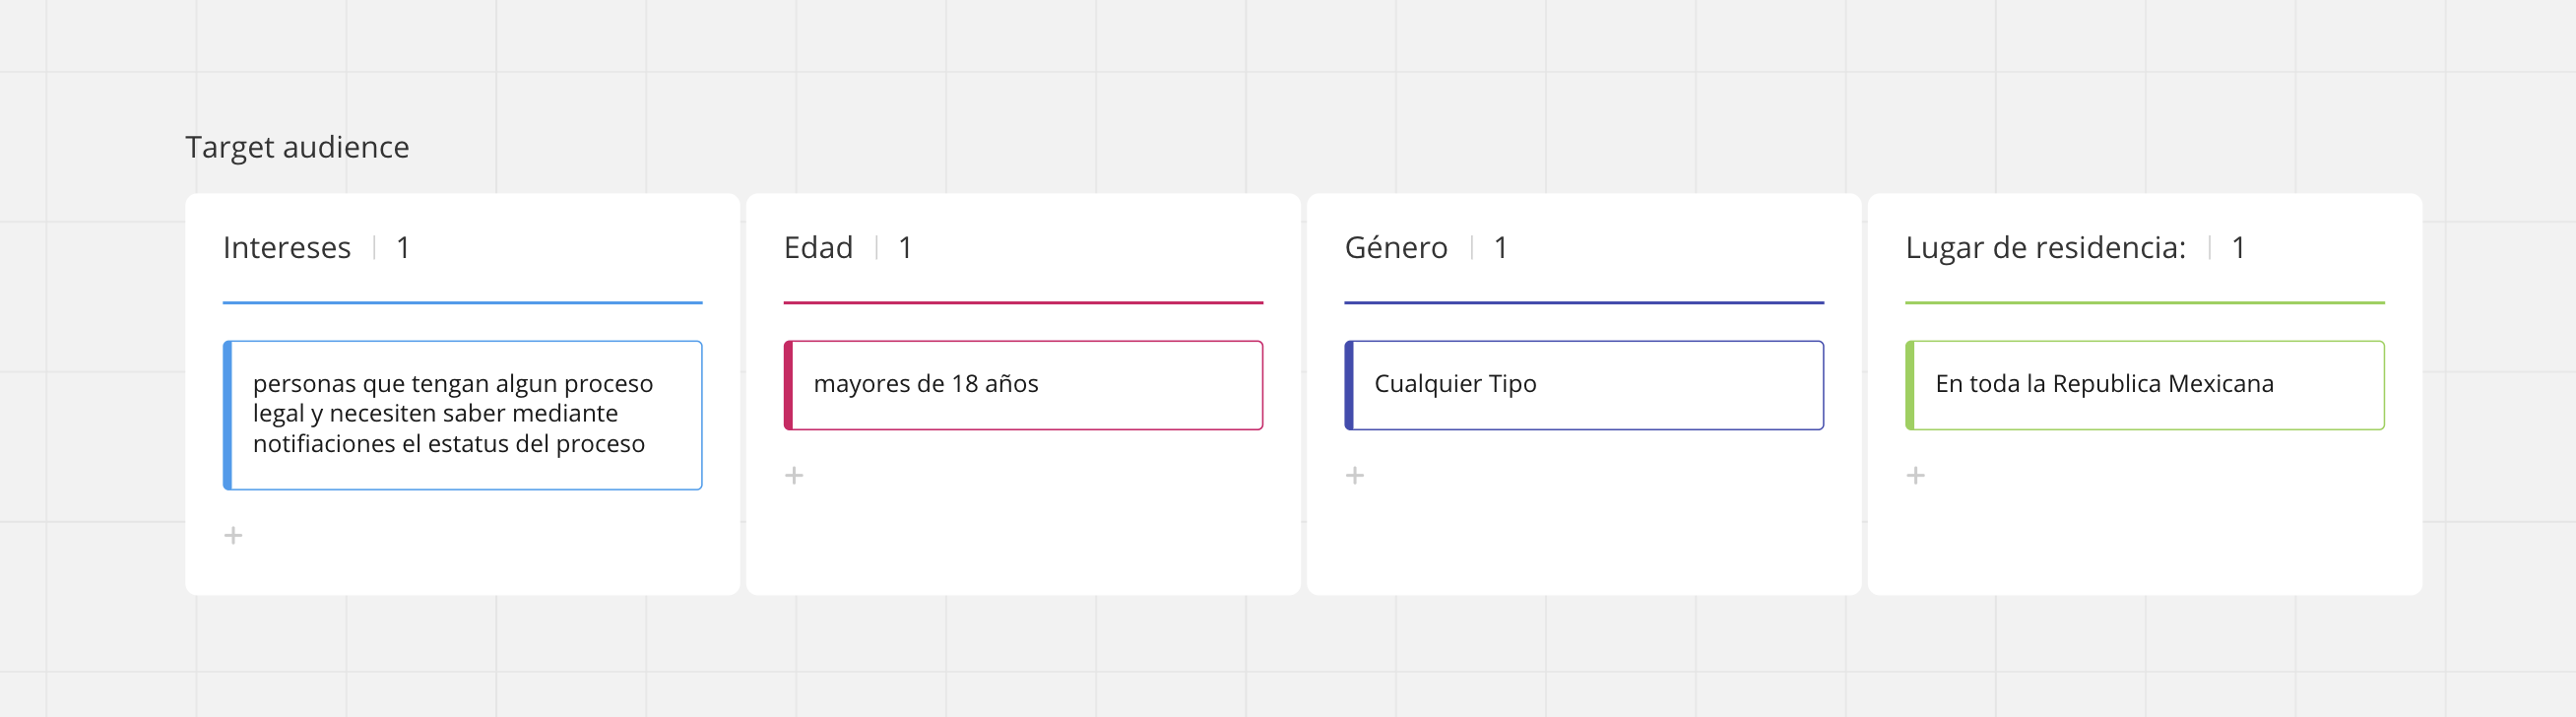 Target audience
Intereses | 1
personas que tengan algun proceso
legal y necesiten saber mediante
notifiaciones el estatus del proceso
+
Edad | 1
mayores de 18 años
+
Género | 1
Cualquier Tipo
+
Lugar de residencia: | 1
En toda la Republica Mexicana
+